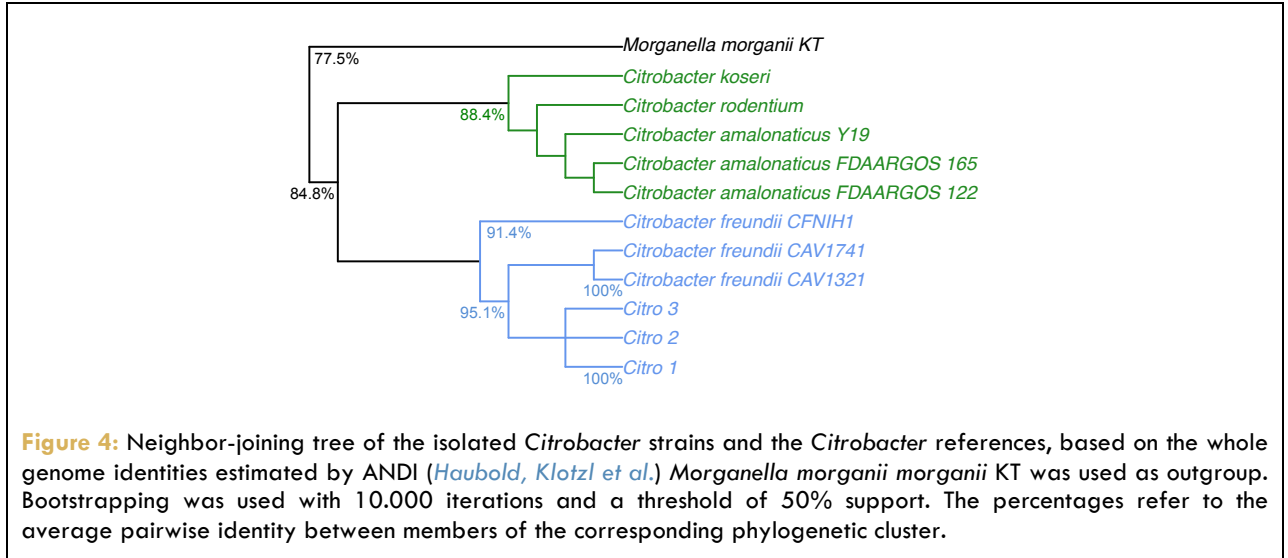 Morganella morganii KT
77.5%
Citrobacter koseri
Citrobacter rodentium
88.4%
Citrobacter amalonaticus Y19
Citrobacter amalonaticus FDAARGOS 165
Citrobacter amalonaticus FDAARGOS 122
84.8%
Citrobacter freundii CFNIH1
91.4%
Citrobacter freundii CAV1741
Citrobacter freundii CAV1321
100%
Citro 3
95.1%
Citro 2
Citro 1
100%
Figure 4: Neighbor-joining tree of the isolated Citrobacter strains and the Citrobacter references, based on the whole
genome identities estimated by ANDI (Haubold, Klotzl et al.) Morganella morganii morganii KT was used as outgroup.
Bootstrapping was used with 10.000 iterations and a threshold of 50% support. The percentages refer to the
average pairwise identity between members of the corresponding phylogenetic cluster.